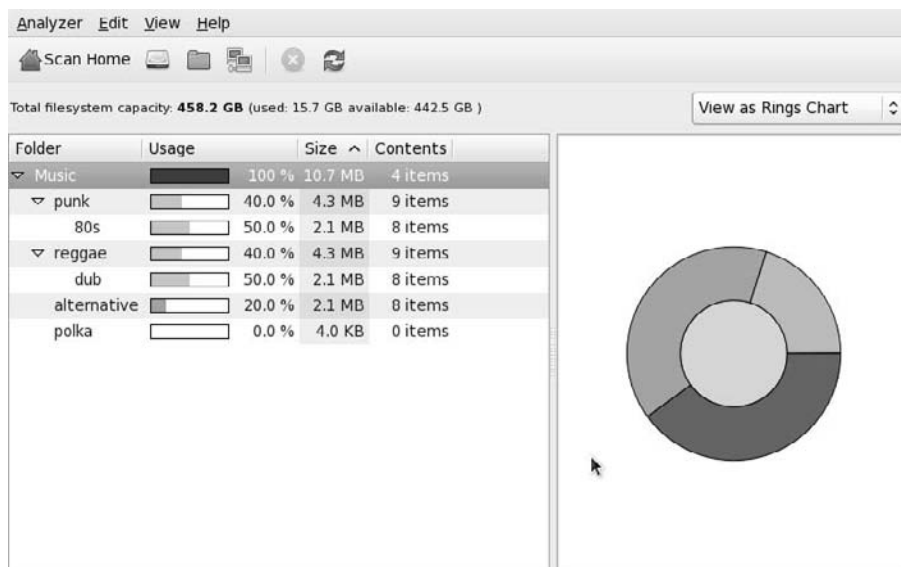 Analyzer Edit View Help
Scan Home
Total filesystem capacity: 458.2 GB (used: 15.7 GB available: 442.5 GB )
View as Rings Chart
Folder Usage Size Contents
Music 100 % 10.7 MB 4 items
punk 40.0 % 4.3 MB 9 items
80s 50.0 % 2.1 MB 8 items
reggae 40.0 % 4.3 MB 9 items
dub 50.0 % 2.1 MB 8 items
alternative 20.0 % 2.1 MB 8 items
polka 0.0 % 4.0 KB 0 items